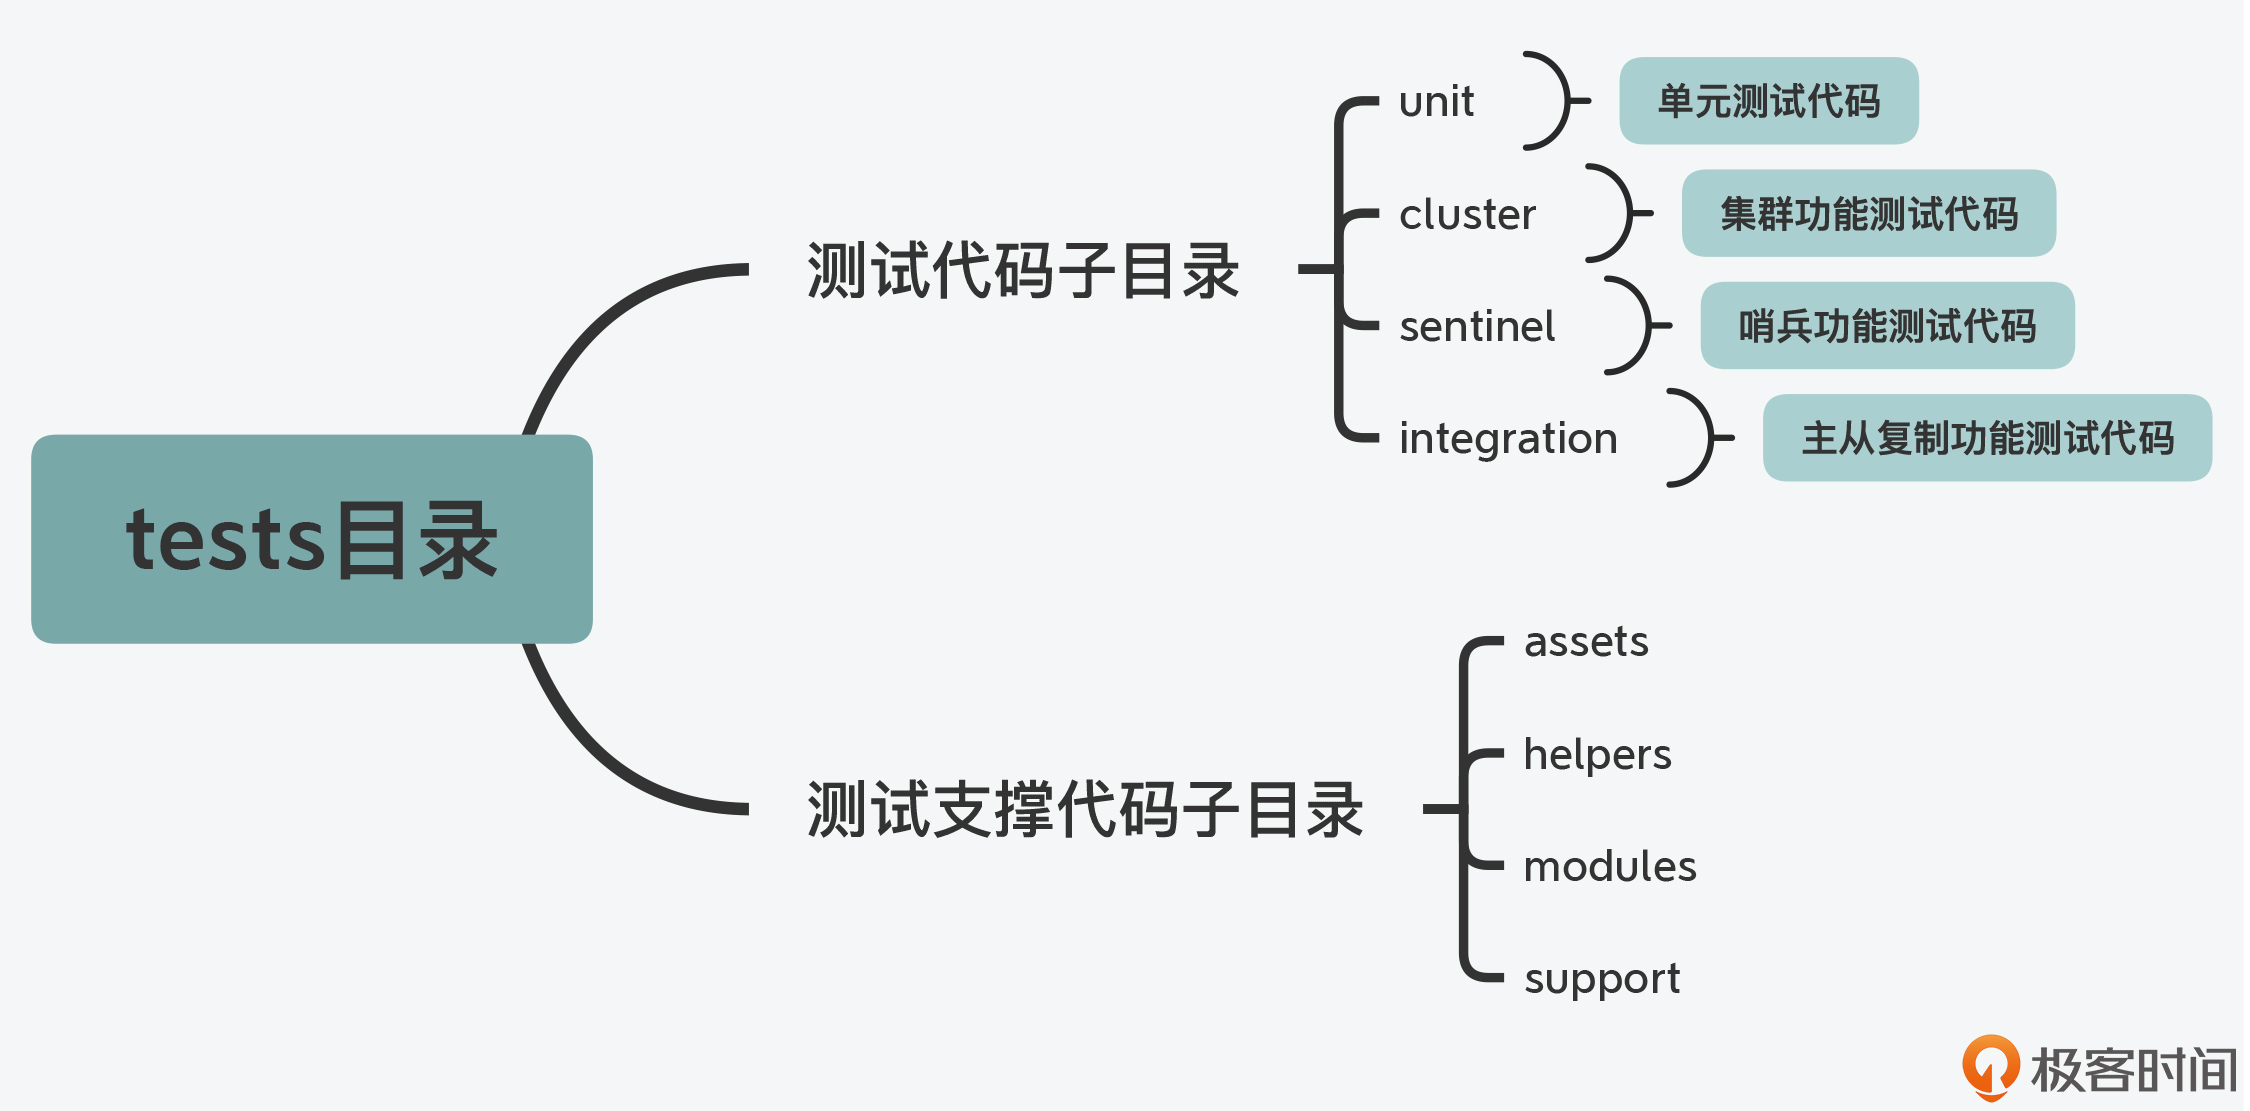 tests目录
测试代码子目录
unit
单元测试代码
cluster
集群功能测试代码
sentinel
哨兵功能测试代码
integration
主从复制功能测试代码
测试支撑代码子目录
assets
helpers
modules
support
极客时间